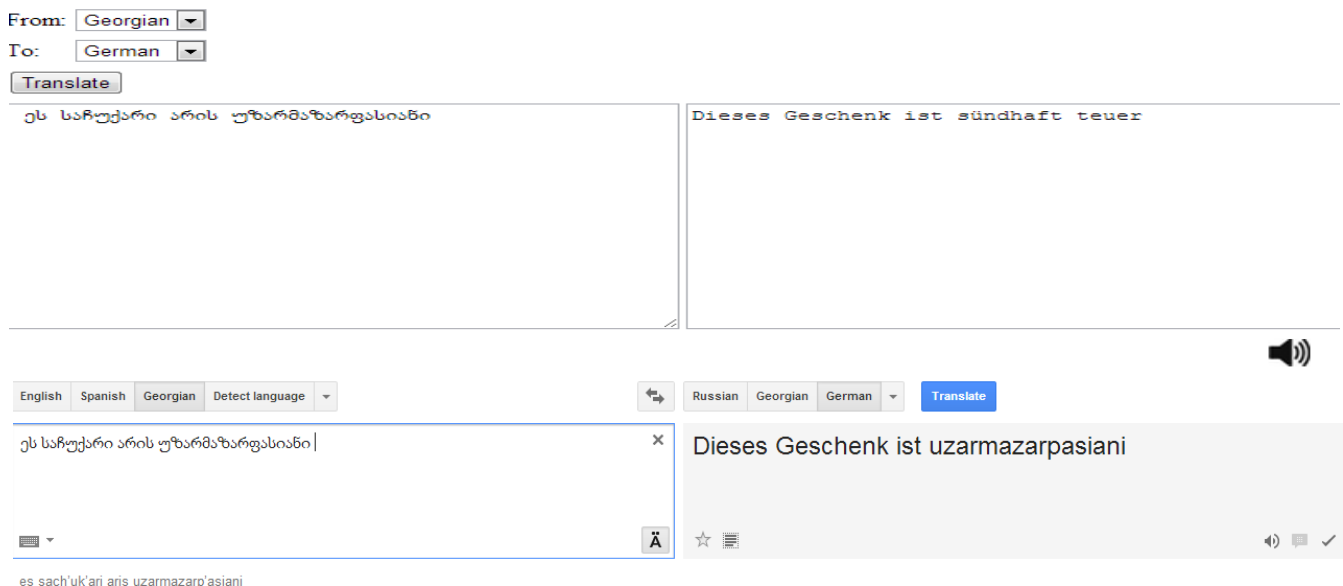 From: Georgian
To: German
Translate
ეს საჩუქარი არის უზარმაზარფასიანი
Dieses Geschenk ist sündhaft teuer
English Spanish Georgian Detect language
Russian Georgian German Translate
ეს საჩუქარი არის უზარმაზარფასიანი
Dieses Geschenk ist uzarmazarpasiani
Ä
es sach'uk'ari aris uzarmazarp'asiani